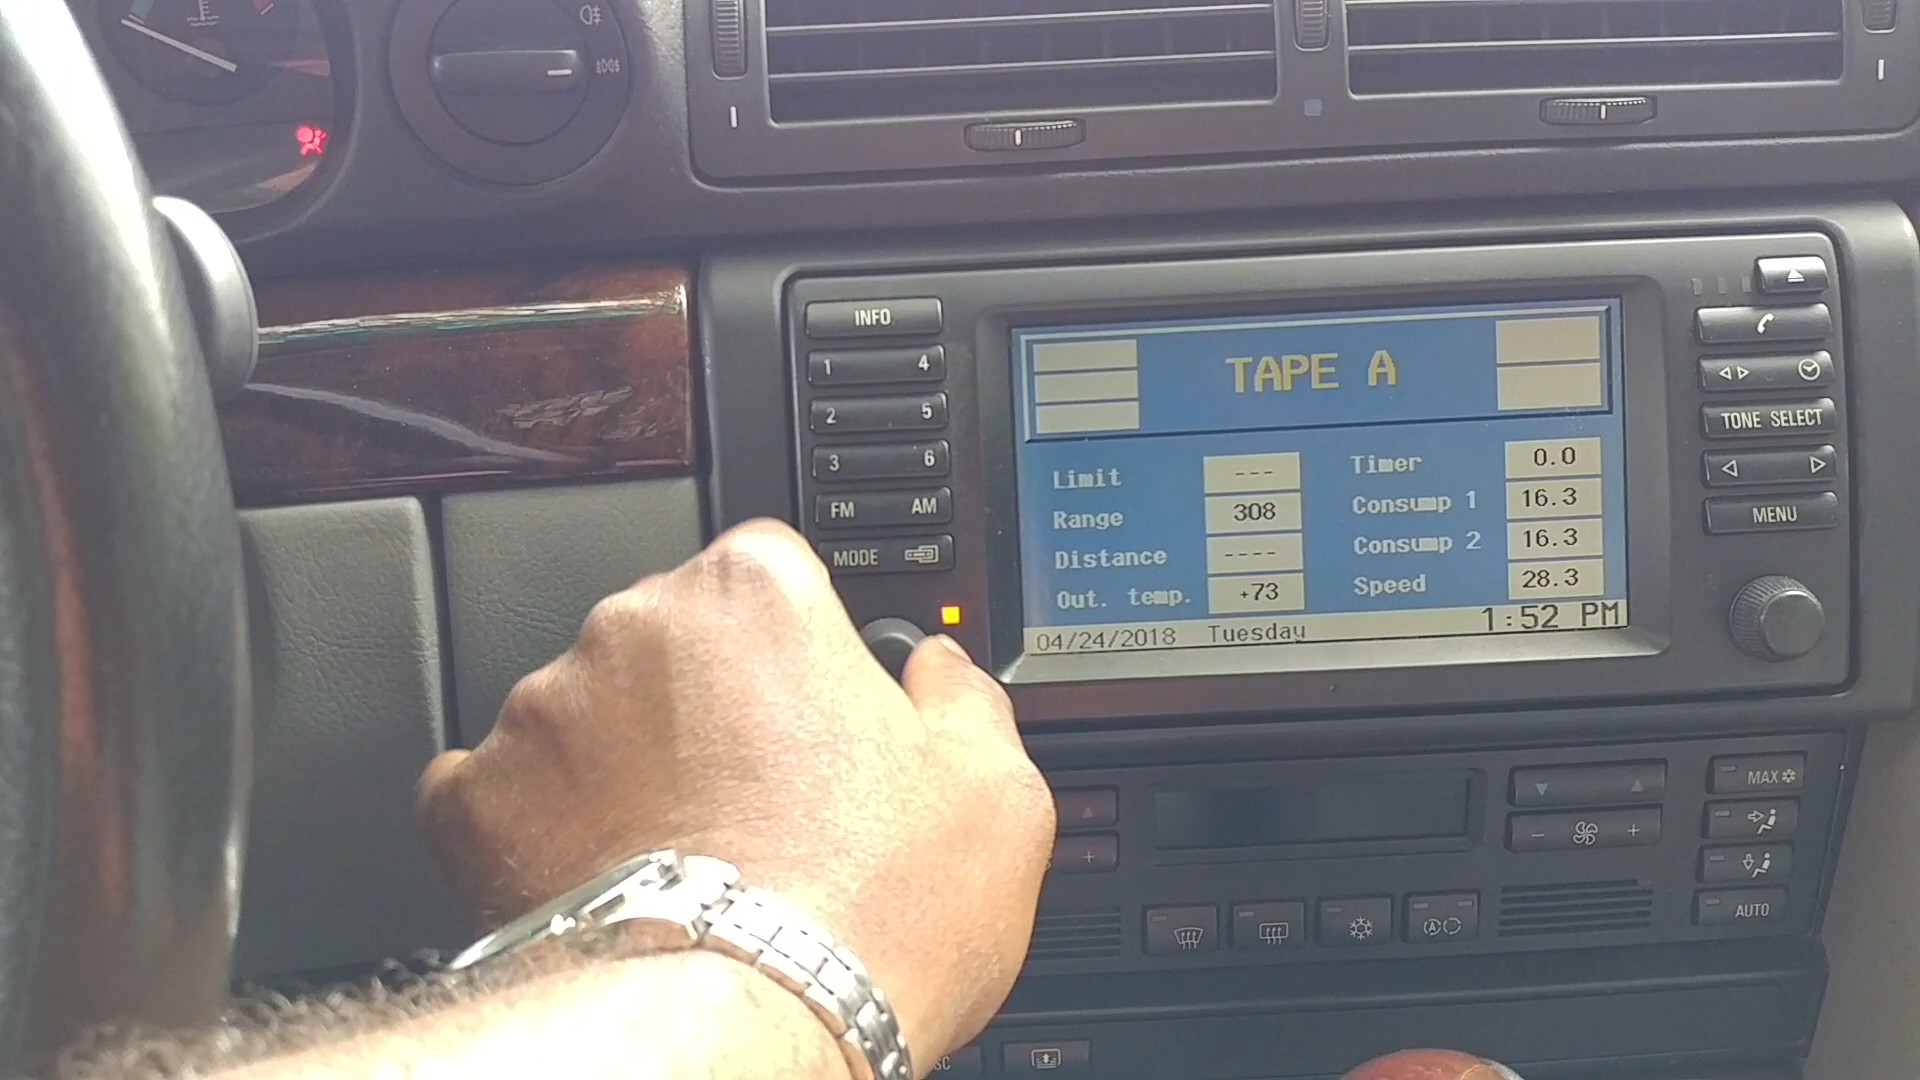 INFO
1 4
2 5
3 6
FM AM
MODE
TAPE A
Limit ---
Range 308
Distance ----
Out. temp. +73
Timer 0.0
Consump 1 16.3
Consump 2 16.3
Speed 28.3
04/24/2018 Tuesday 1:52 PM
TONE SELECT
MENU
MAX
- +
+
A
AUTO
SC